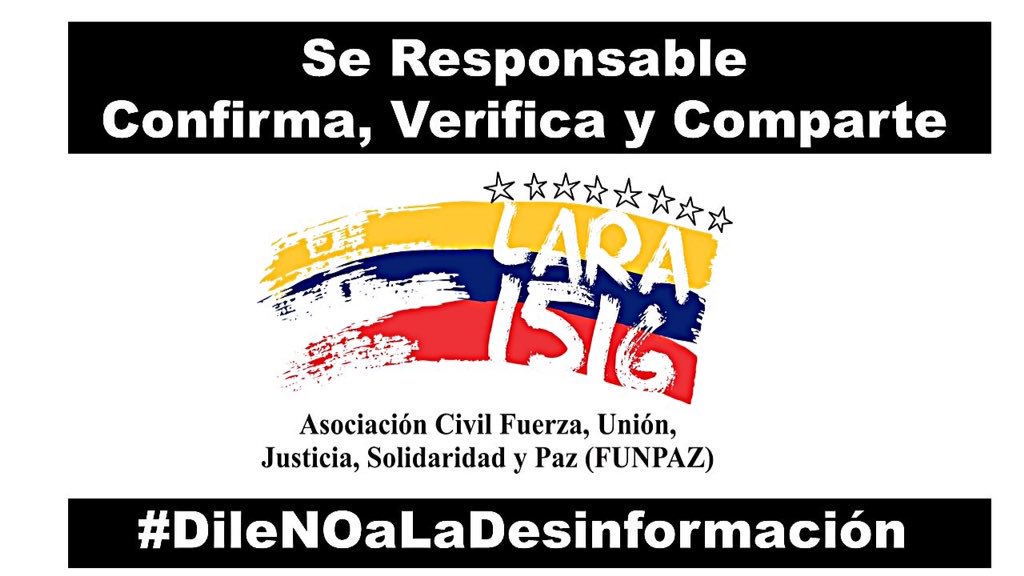 Se Responsable
Confirma, Verifica y Comparte
LARA
1516
Asociación Civil Fuerza, Unión,
Justicia, Solidaridad y Paz (FUNPAZ)
#DileNOaLaDesinformación